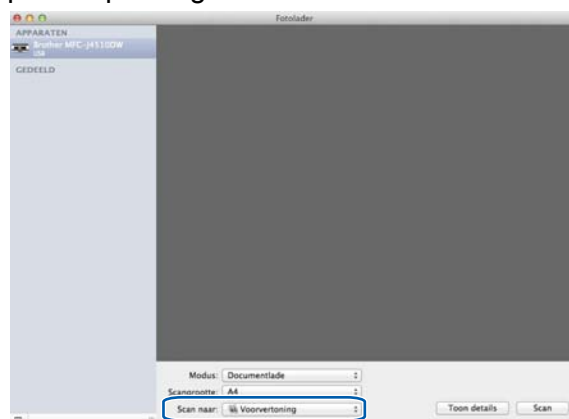 Fotolader
APPARATEN
Brother MFC-J4510DW
USB
GEDEELD
Modus: Documentlade
Scangrootte: A4
Scan naar: Voorvertoning
Toon details Scan